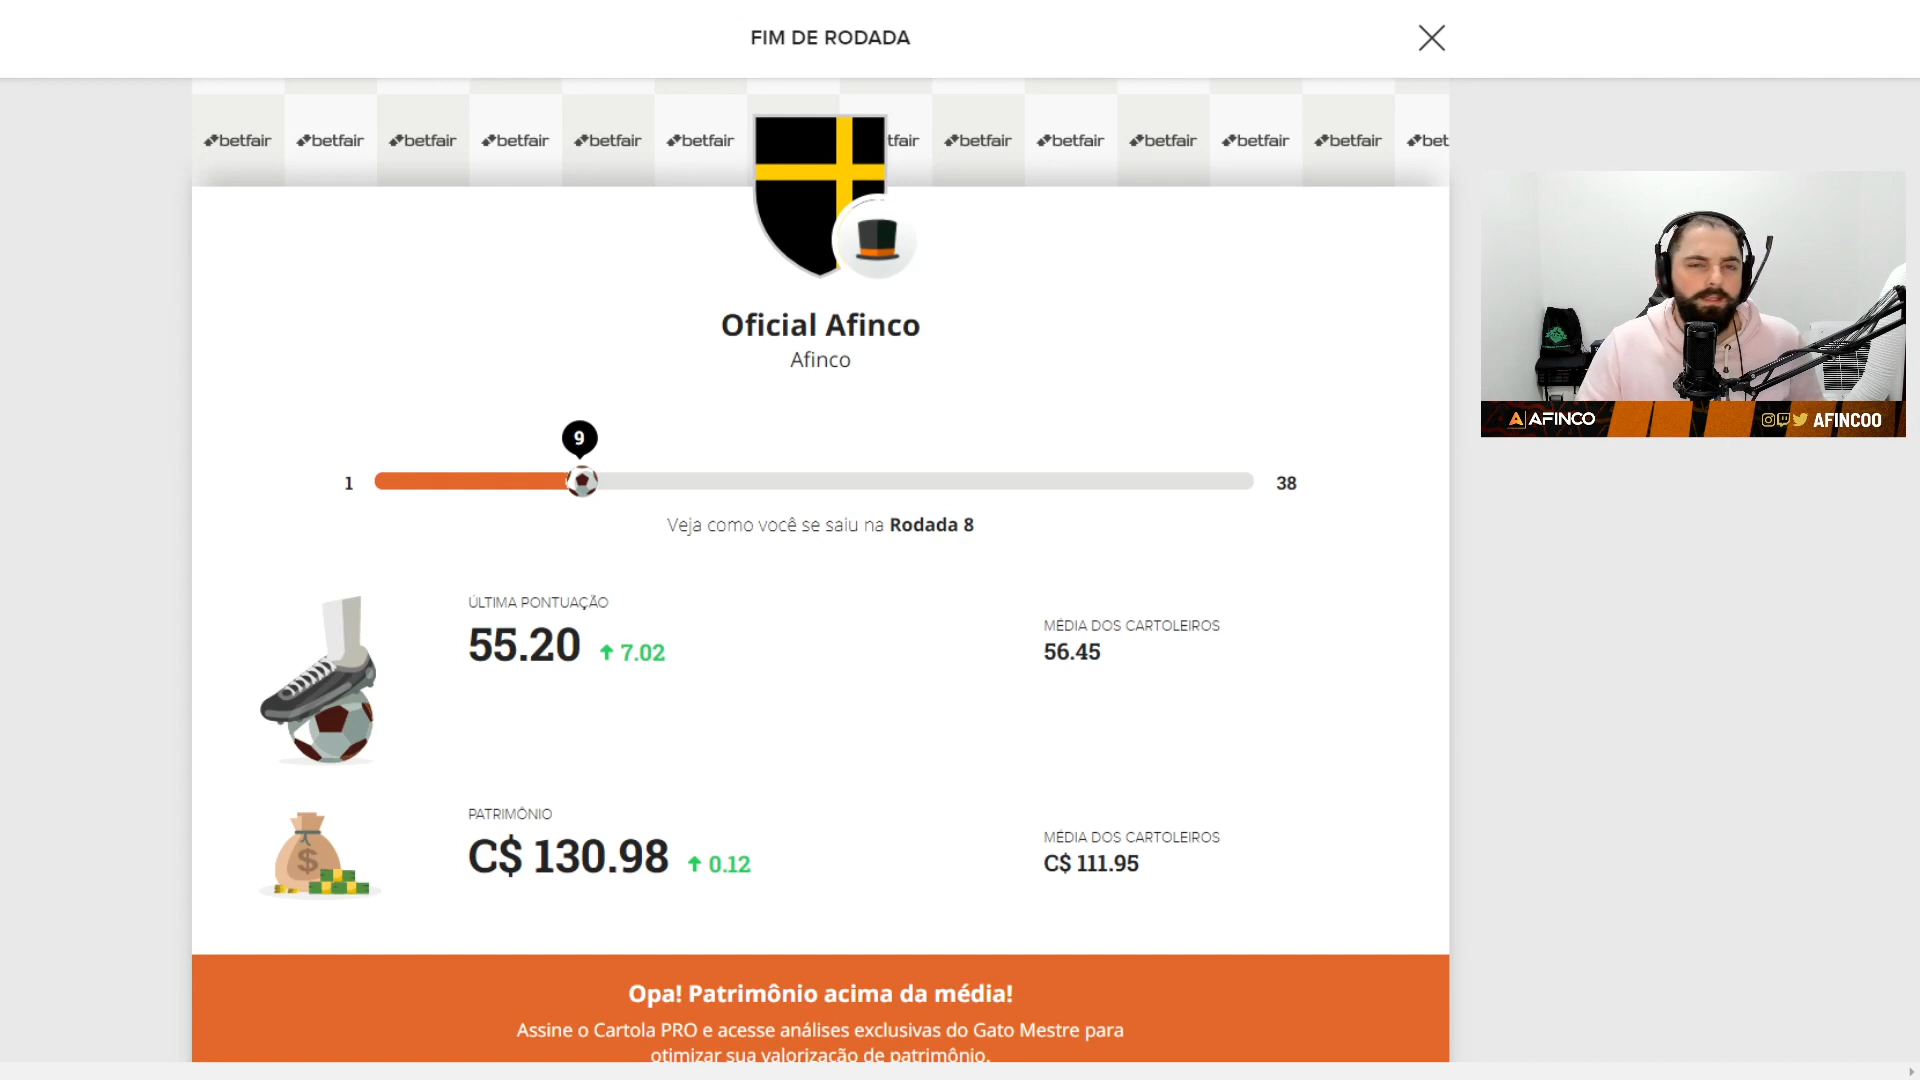 FIM DE RODADA
betfair betfair betfair betfair betfair betfair tfair betfair betfair betfair betfair betfair bet
Oficial Afinco
Afinco
9
1
38
Veja como você se saiu na Rodada 8
ÚLTIMA PONTUAÇÃO
55.20 7.02
MÉDIA DOS CARTOLEIROS
56.45
PATRIMÔNIO
C$ 130.98 0.12
MÉDIA DOS CARTOLEIROS
C$ 111.95
Opa! Patrimônio acima da média!
Assine o Cartola PRO e acesse análises exclusivas do Gato Mestre para
otimizar sua valorização de patrimônio.
AFINCO
AFINCOO